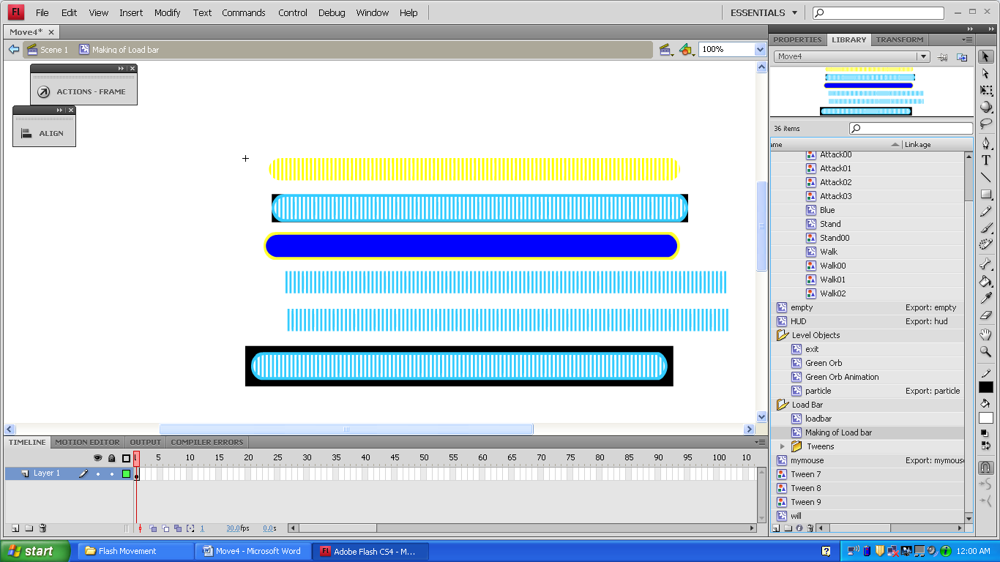 Fl File Edit View Insert Modify Text Commands Control Debug Window Help ESSENTIALS
Move4*
Scene 1 Making of Load bar 100%
ACTIONS - FRAME
ALIGN
PROPERTIES LIBRARY TRANSFORM
Move4
36 items
ame Linkage
Attack00
Attack01
Attack02
Attack03
Blue
Stand
Stand00
Walk
Walk00
Walk01
Walk02
empty Export: empty
HUD Export: hud
Level Objects
exit
Green Orb
Green Orb Animation
particle Export: particle
Load Bar
loadbar
Making of Load bar
Tweens
mymouse Export: mymous
Tween 7
Tween 8
Tween 9
will
TIMELINE MOTION EDITOR OUTPUT COMPILER ERRORS
1 5 10 15 20 25 30 35 40 45 50 55 60 65 70 75 80 85 90 95 100 10
Layer 1
1 30.0fps 0.0s
start Flash Movement Move4 - Microsoft Word Fl Adobe Flash CS4 - M... 12:00 AM